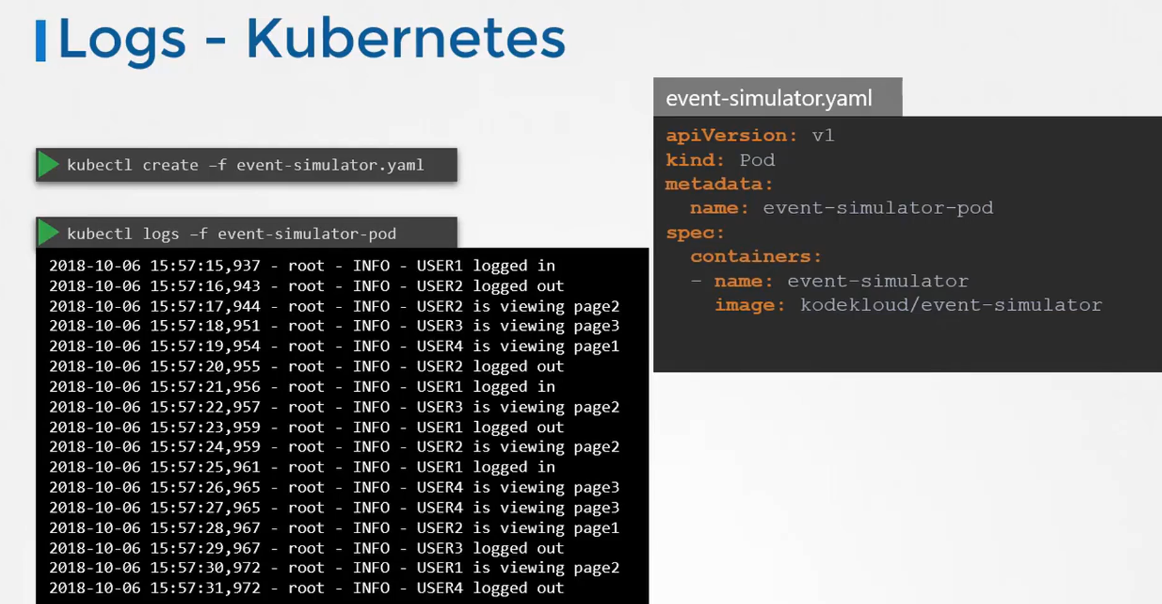 Logs - Kubernetes
kubectl create –f event-simulator.yaml
kubectl logs –f event-simulator-pod
2018-10-06 15:57:15,937 - root - INFO - USER1 logged in
2018-10-06 15:57:16,943 - root - INFO - USER2 logged out
2018-10-06 15:57:17,944 - root - INFO - USER2 is viewing page2
2018-10-06 15:57:18,951 - root - INFO - USER3 is viewing page3
2018-10-06 15:57:19,954 - root - INFO - USER4 is viewing page1
2018-10-06 15:57:20,955 - root - INFO - USER2 logged out
2018-10-06 15:57:21,956 - root - INFO - USER1 logged in
2018-10-06 15:57:22,957 - root - INFO - USER3 is viewing page2
2018-10-06 15:57:23,959 - root - INFO - USER1 logged out
2018-10-06 15:57:24,959 - root - INFO - USER2 is viewing page2
2018-10-06 15:57:25,961 - root - INFO - USER1 logged in
2018-10-06 15:57:26,965 - root - INFO - USER4 is viewing page3
2018-10-06 15:57:27,965 - root - INFO - USER4 is viewing page3
2018-10-06 15:57:28,967 - root - INFO - USER2 is viewing page1
2018-10-06 15:57:29,967 - root - INFO - USER3 logged out
2018-10-06 15:57:30,972 - root - INFO - USER1 is viewing page2
2018-10-06 15:57:31,972 - root - INFO - USER4 logged out
event-simulator.yaml
apiVersion: v1
kind: Pod
metadata:
  name: event-simulator-pod
spec:
  containers:
  - name: event-simulator
    image: kodekloud/event-simulator